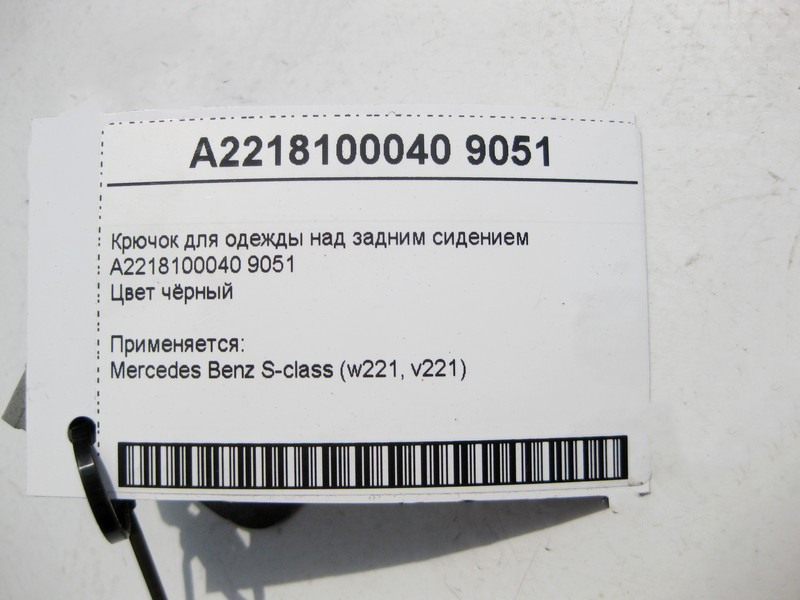 A2218100040 9051
Крючок для одежды над задним сидением
A2218100040 9051
Цвет чёрный
Применяется:
Mercedes Benz S-class (w221, v221)